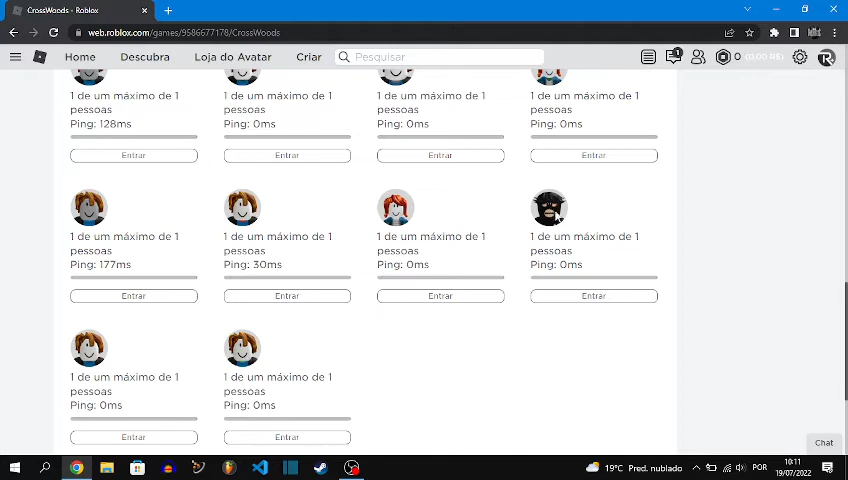 CrossWoods - Roblox
web.roblox.com/games/9586677178/CrossWoods
Home Descubra Loja do Avatar Criar Pesquisar 1 0 (0,00 R$)
1 de um máximo de 1 pessoas Ping: 128ms
1 de um máximo de 1 pessoas Ping: 0ms
1 de um máximo de 1 pessoas Ping: 0ms
1 de um máximo de 1 pessoas Ping: 0ms
Entrar Entrar Entrar Entrar
1 de um máximo de 1 pessoas Ping: 177ms
1 de um máximo de 1 pessoas Ping: 30ms
1 de um máximo de 1 pessoas Ping: 0ms
1 de um máximo de 1 pessoas Ping: 0ms
Entrar Entrar Entrar Entrar
1 de um máximo de 1 pessoas Ping: 0ms
1 de um máximo de 1 pessoas Ping: 0ms
Entrar Entrar
Chat
19°C Pred. nublado POR 10:11
19/07/2022